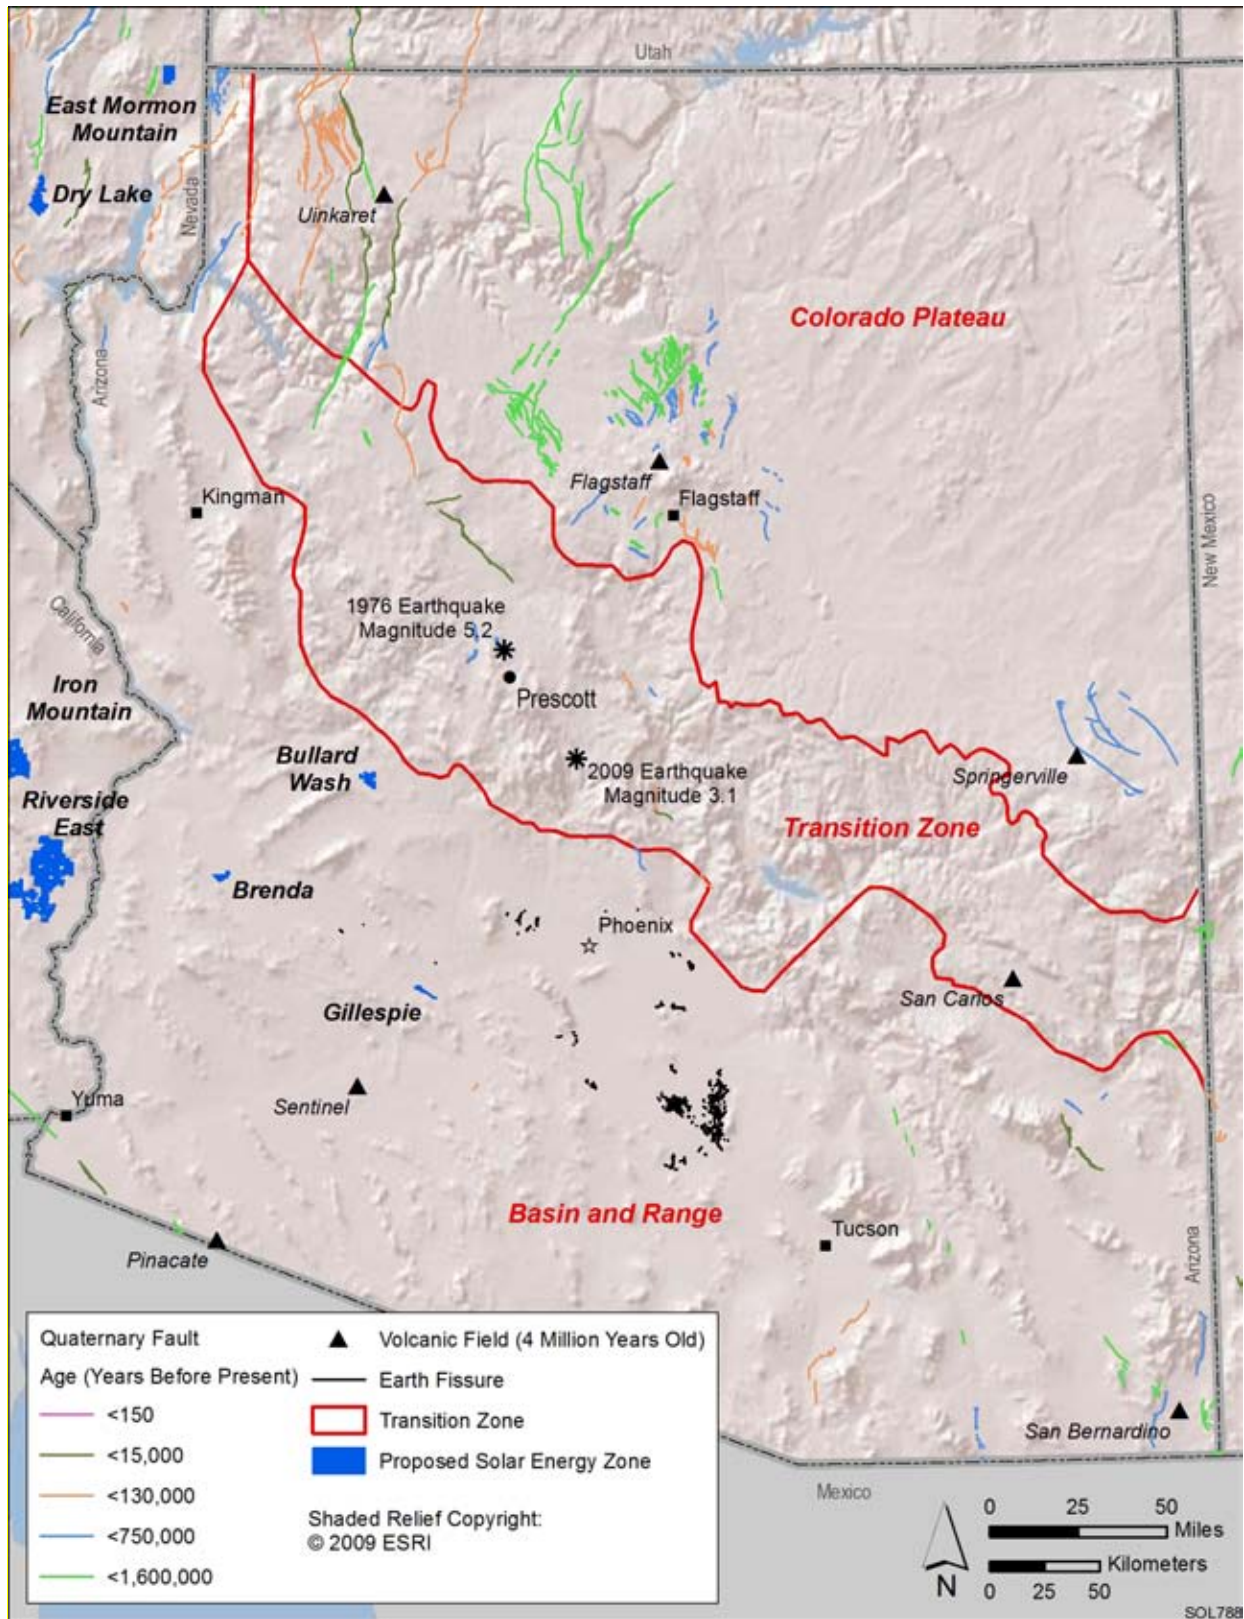 Utah
East Mormon
Mountain
Dry Lake
Nevada
Uinkaret
Colorado Plateau
Arizona
Kingman
Flagstaff
Flagstaff
New Mexico
California
1976 Earthquake
Magnitude 5.2
Prescott
Iron
Mountain
Bullard
Wash
2009 Earthquake
Magnitude 3.1
Springerville
Riverside
East
Transition Zone
Brenda
Phoenix
San Carlos
Gillespie
Sentinel
Yuma
Basin and Range
Tucson
Pinacate
Arizona
Quaternary Fault
Age (Years Before Present)
<150
<15,000
<130,000
<750,000
<1,600,000
Volcanic Field (4 Million Years Old)
Earth Fissure
Transition Zone
Proposed Solar Energy Zone
Shaded Relief Copyright:
© 2009 ESRI
San Bernardino
Mexico
N
0 25 50
Miles
Kilometers
0 25 50
SOL788